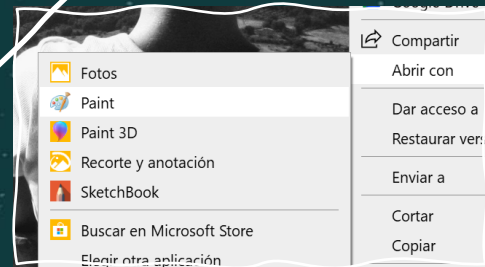 Compartir
Abrir con
Dar acceso a
Restaurar
Enviar a
Cortar
Copiar
Fotos
Paint
Paint 3D
Recorte y anotación
SketchBook
Buscar en Microsoft Store
Elegir otra aplicación